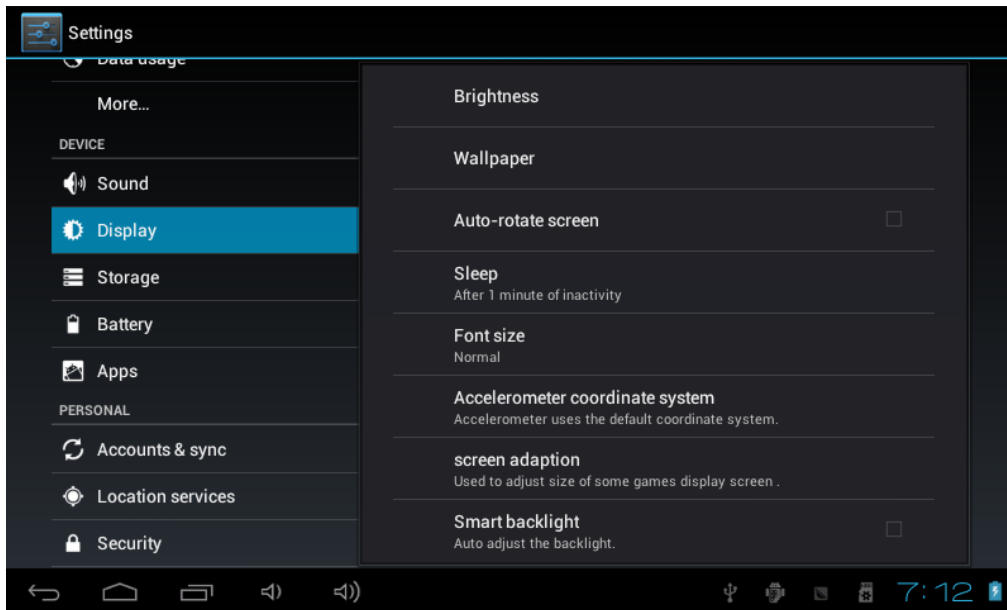 Settings
Data usage
More...
DEVICE
Sound
Display
Storage
Battery
Apps
PERSONAL
Accounts & sync
Location services
Security
Brightness
Wallpaper
Auto-rotate screen
Sleep
After 1 minute of inactivity
Font size
Normal
Accelerometer coordinate system
Accelerometer uses the default coordinate system.
screen adaption
Used to adjust size of some games display screen .
Smart backlight
Auto adjust the backlight.
7:12